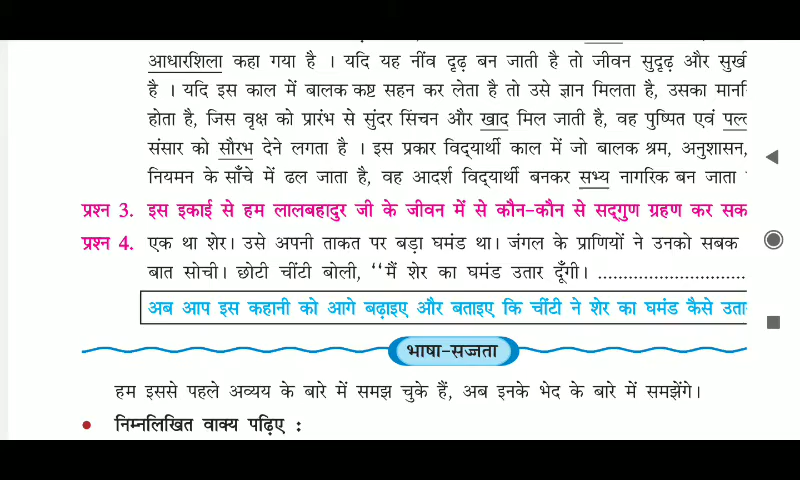 आधारशिला कहा गया है । यदि यह नींव दृढ़ बन जाती है तो जीवन सुदृढ़ और सुखी
है । यदि इस काल में बालक कष्ट सहन कर लेता है तो उसे ज्ञान मिलता है, उसका
होता है, जिस वृक्ष को प्रारंभ से सुंदर सिंचन और खाद मिल जाती है, वह पुष्पित एवं
संसार को सौरभ देने लगता है । इस प्रकार विद्यार्थी काल में जो बालक श्रम, अनुशासन,
नियमन के साँचे में ढल जाता है, वह आदर्श विद्यार्थी बनकर सभ्य नागरिक बन जाता
प्रश्न 3. इस इकाई से हम लालबहादुर जी के जीवन में से कौन-कौन से सद्गुण ग्रहण कर सक
प्रश्न 4. एक था शेर। उसे अपनी ताकत पर बड़ा घमंड था। जंगल के प्राणियों ने उनको सबक
बात सोची। छोटी चींटी बोली, “मैं शेर का घमंड उतार दूँगी। ..............................
अब आप इस कहानी को आगे बढ़ाइए और बताइए कि चींटी ने शेर का घमंड कैसे उता
भाषा-सज्जता
हम इससे पहले अव्यय के बारे में समझ चुके हैं, अब इनके भेद के बारे में समझेंगे।
• निम्नलिखित वाक्य पढ़िए :